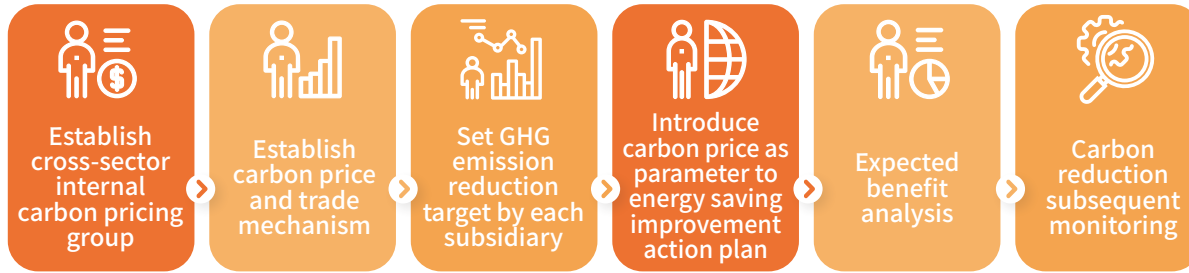 Establish
cross-sector
internal
carbon pricing
group
Establish
carbon price
and trade
mechanism
Set GHG
emission
reduction
target by each
subsidiary
Introduce
carbon price as
parameter to
energy saving
improvement
action plan
Expected
benefit
analysis
Carbon
reduction
subsequent
monitoring